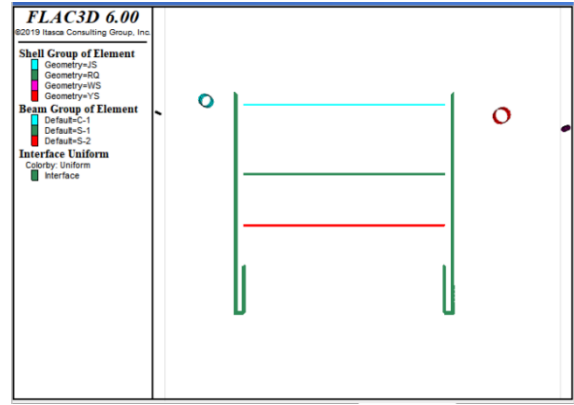 FLAC3D 6.00
©2019 Itasca Consulting Group, Inc.
Shell Group of Element
Geometry=JS
Geometry=RQ
Geometry=WS
Geometry=YS
Beam Group of Element
Default=C-1
Default=S-1
Default=S-2
Interface Uniform
Colorby: Uniform
Interface